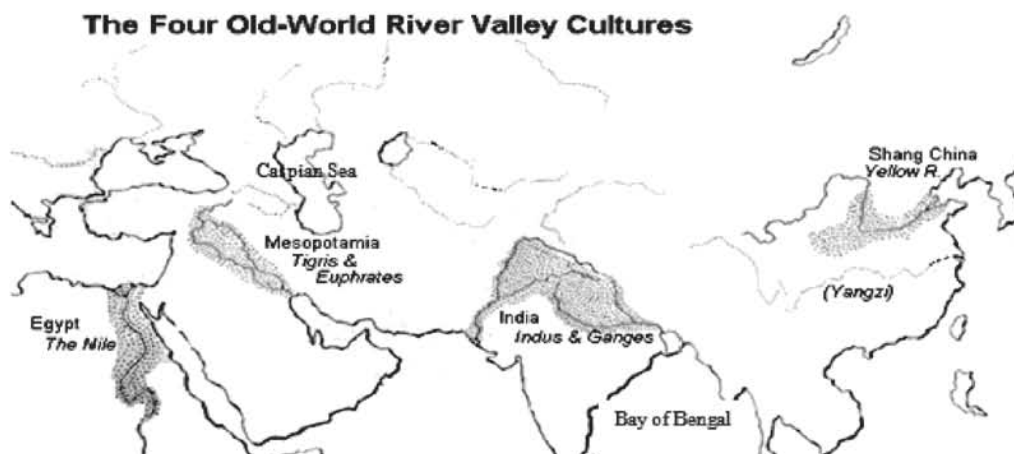 The Four Old-World River Valley Cultures
Caspian Sea
Shang China
Yellow R.
Mesopotamia
Tigris &
Euphrates
(Yangzi)
Egypt
The Nile
India
Indus & Ganges
Bay of Bengal